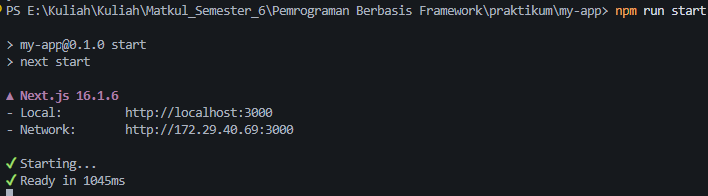 PS E:\Kuliah\Kuliah\Matkul_Semester_6\Pemrograman Berbasis Framework\praktikum\my-app> npm run start
> my-app@0.1.0 start
> next start
▲ Next.js 16.1.6
- Local: http://localhost:3000
- Network: http://172.29.40.69:3000
✓ Starting...
✓ Ready in 1045ms